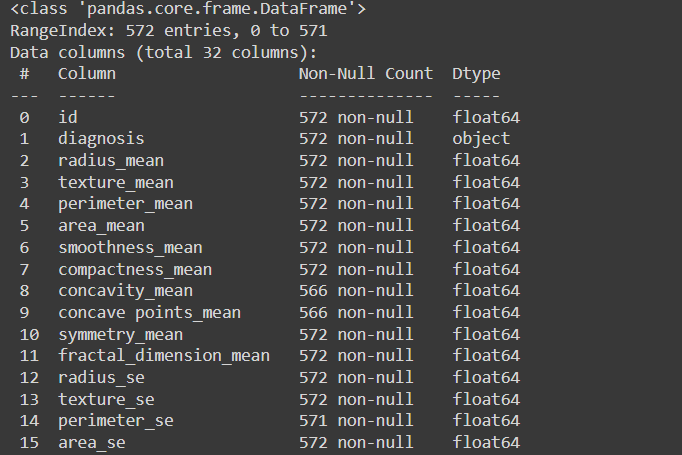 <class 'pandas.core.frame.DataFrame'>
RangeIndex: 572 entries, 0 to 571
Data columns (total 32 columns):
 #   Column                  Non-Null Count  Dtype
---  ------                  --------------  -----
 0   id                      572 non-null    float64
 1   diagnosis               572 non-null    object
 2   radius_mean             572 non-null    float64
 3   texture_mean            572 non-null    float64
 4   perimeter_mean          572 non-null    float64
 5   area_mean               572 non-null    float64
 6   smoothness_mean         572 non-null    float64
 7   compactness_mean        572 non-null    float64
 8   concavity_mean          566 non-null    float64
 9   concave points_mean     566 non-null    float64
 10  symmetry_mean           572 non-null    float64
 11  fractal_dimension_mean  572 non-null    float64
 12  radius_se               572 non-null    float64
 13  texture_se              572 non-null    float64
 14  perimeter_se            571 non-null    float64
 15  area_se                 572 non-null    float64